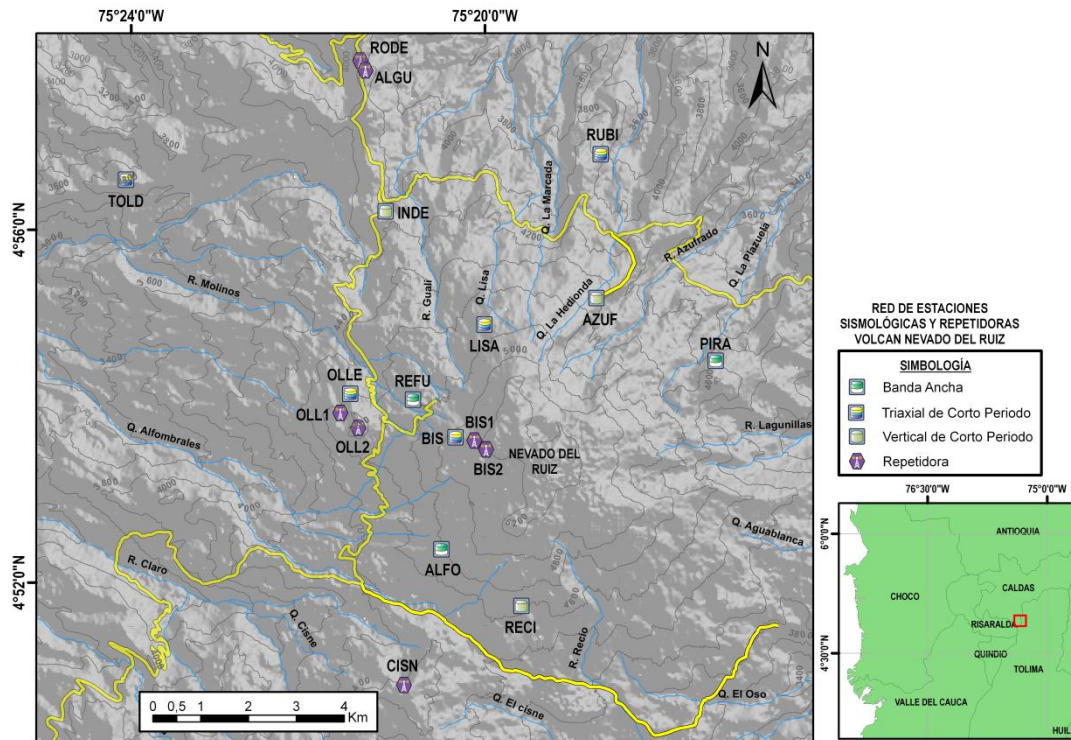 75°24'0"W
75°20'0"W
RODE
ALGU
N
RUBI
TOLD
INDE
Q. La Marcada
4°56'0"N
R. Azufrado
Q. La Plazuela
R. Molinos
R. Guali
Q. Lisa
Q. La Hedionda
AZUF
LISA
PIRA
OLLE
REFU
OLL1
OLL2
BIS
BIS1
BIS2
NEVADO DEL
RUIZ
Q. Alfombrales
R. Lagunillas
Q. Aguablanca
ALFO
4°52'0"N
R. Claro
RECI
Q. Cisne
R. Recio
CISN
Q. El cisne
Q. El Oso
0 0,5 1 2 3 4
Km
RED DE ESTACIONES
SISMOLÓGICAS Y REPETIDORAS
VOLCAN NEVADO DEL RUIZ
SIMBOLOGÍA
Banda Ancha
Triaxial de Corto Periodo
Vertical de Corto Periodo
Repetidora
76°30'0"W
75°0'0"W
6°0'0"N
ANTIOQUIA
CHOCO
CALDAS
RISARALDA
4°30'0"N
QUINDIO
TOLIMA
VALLE DEL CAUCA
HUIL